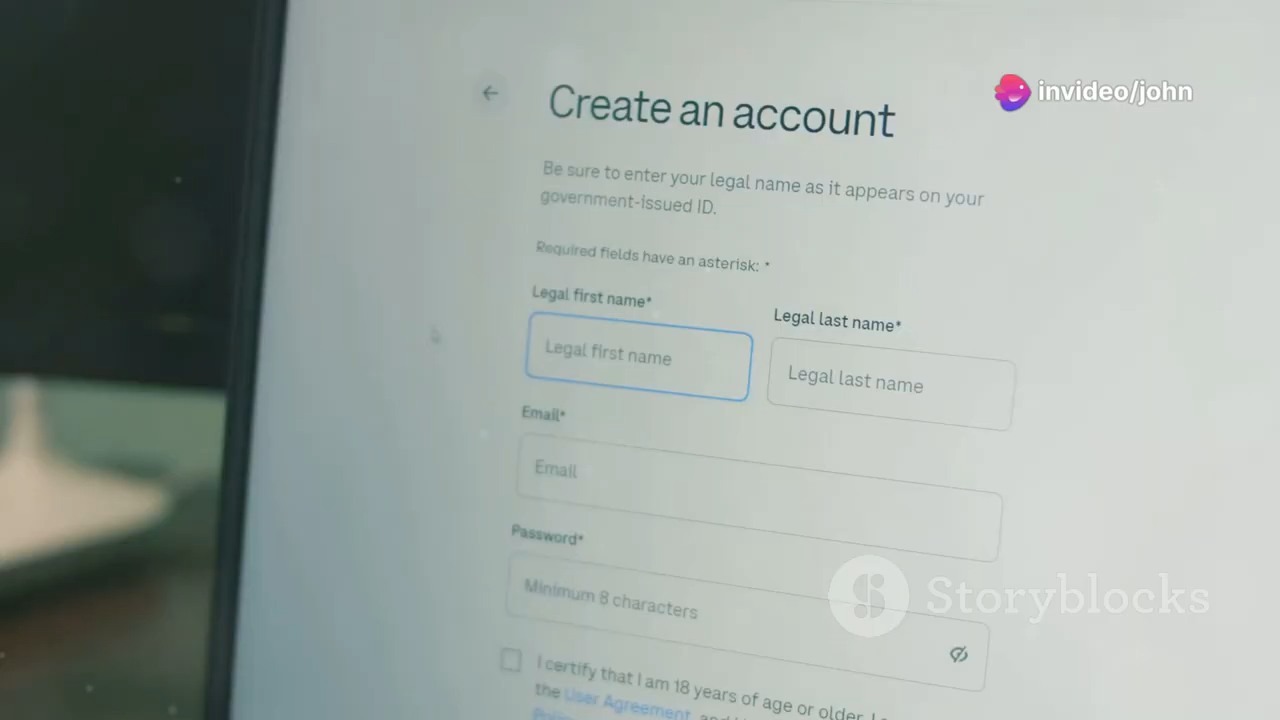 invideo/john
Create an account
Be sure to enter your legal name as it appears on your
government-issued ID.
Required fields have an asterisk: *
Legal first name*
Legal last name*
Legal first name
Legal last name
Email*
Email
Password*
Minimum 8 characters
Storyblocks
I certify that I am 18 years of age or older, I
the User Agreement, and